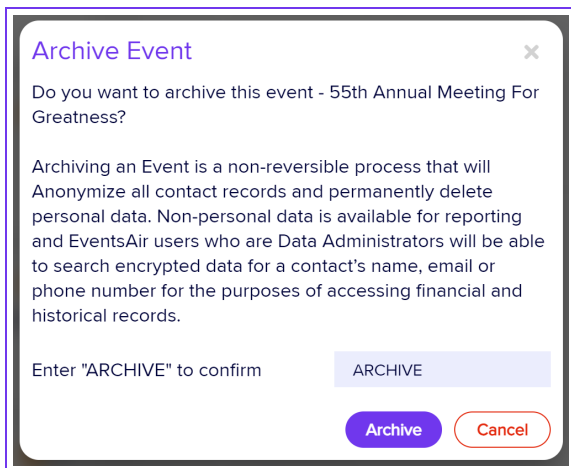 Archive Event
Do you want to archive this event - 55th Annual Meeting For
Greatness?
Archiving an Event is a non-reversible process that will
Anonymize all contact records and permanently delete
personal data. Non-personal data is available for reporting
and EventsAir users who are Data Administrators will be able
to search encrypted data for a contact’s name, email or
phone number for the purposes of accessing financial and
historical records.
Enter "ARCHIVE" to confirm ARCHIVE
Archive Cancel